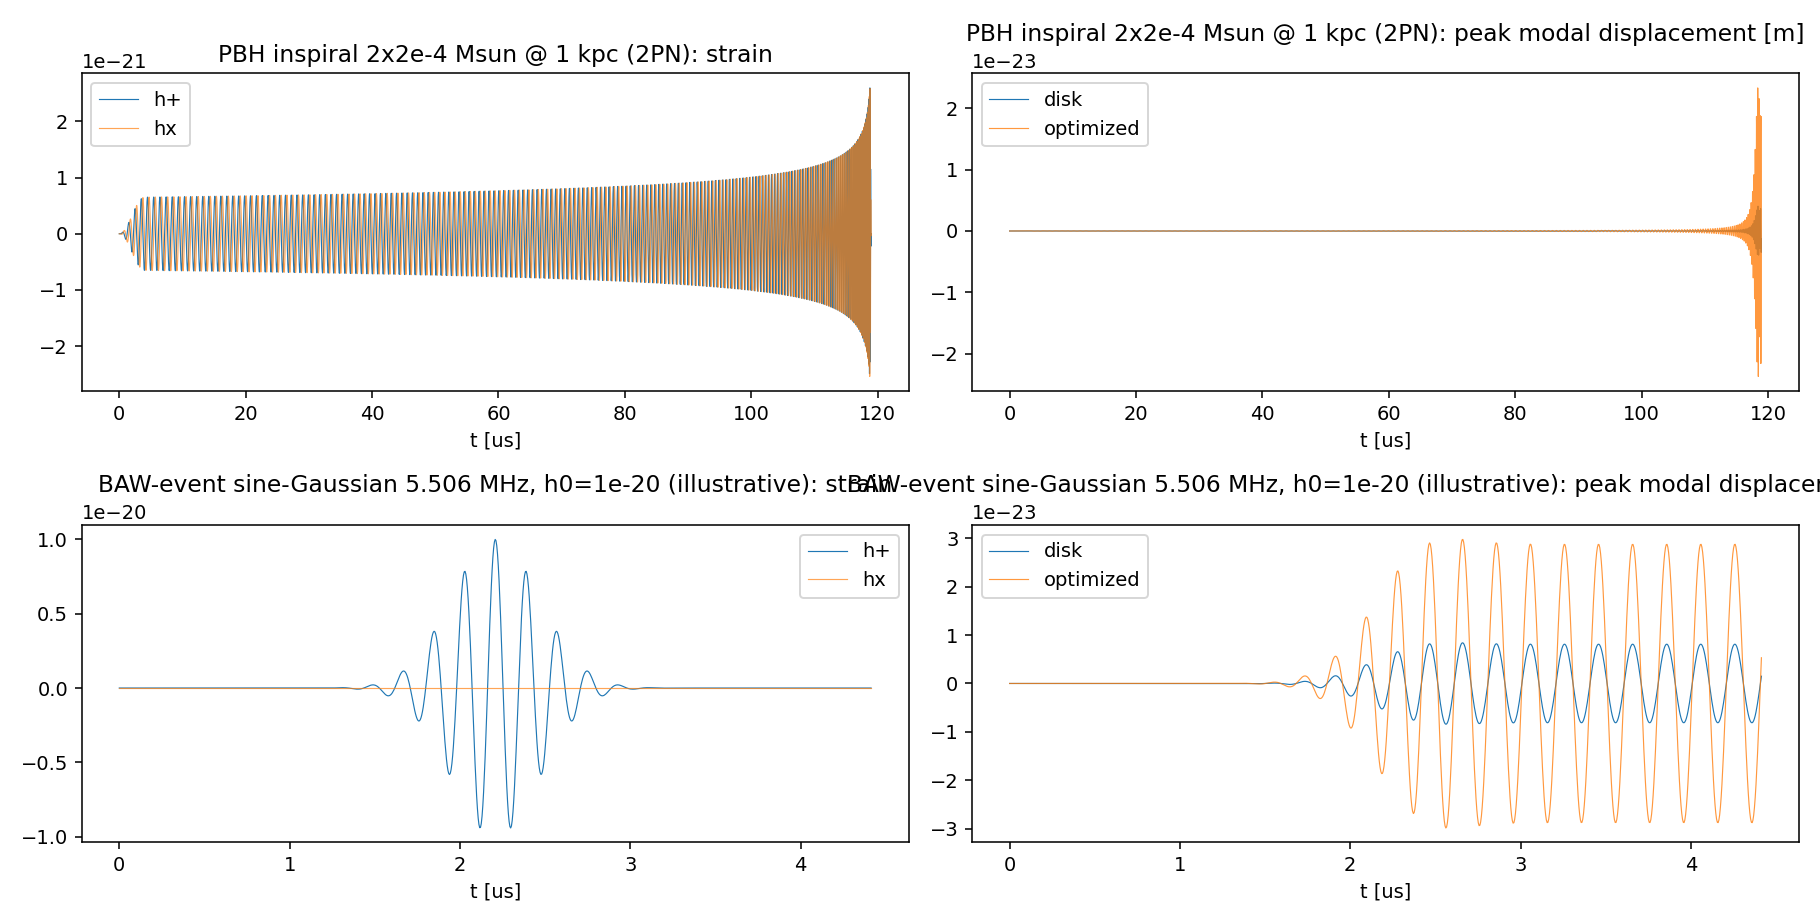 PBH inspiral 2x2e-4 Msun @ 1 kpc (2PN): strain
1e−21
h+
hx
2
1
0
−1
−2
0 20 40 60 80 100 120
t [us]
PBH inspiral 2x2e-4 Msun @ 1 kpc (2PN): peak modal displacement [m]
1e−23
disk
optimized
2
1
0
−1
−2
0 20 40 60 80 100 120
t [us]
BAW-event sine-Gaussian 5.506 MHz, h0=1e-20 (illustrative): strain
1e−20
h+
hx
1.0
0.5
0.0
−0.5
−1.0
0 1 2 3 4
t [us]
BAW-event sine-Gaussian 5.506 MHz, h0=1e-20 (illustrative): peak modal displacer
1e−23
disk
optimized
3
2
1
0
−1
−2
−3
0 1 2 3 4
t [us]